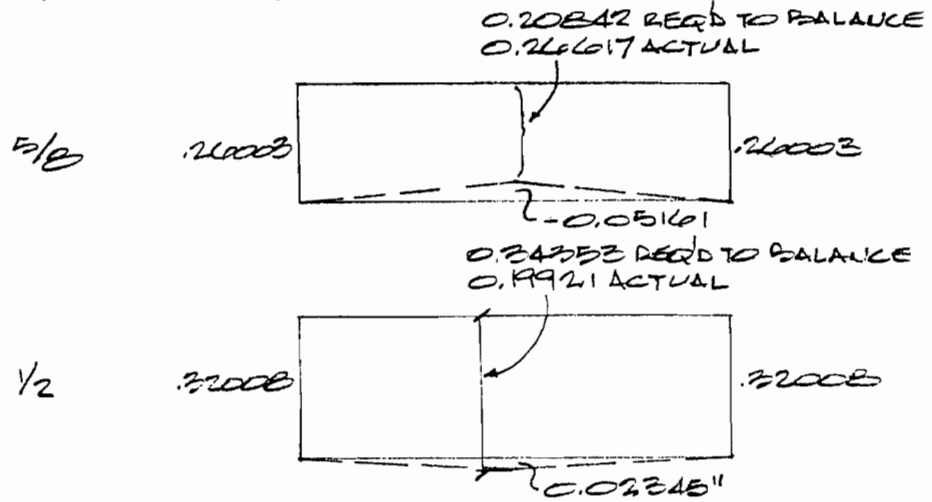 0.20842 REQ'D TO BALANCE
0.26617 ACTUAL
5/8
.26003
.26003
-0.05161
0.34353 REQ'D TO BALANCE
0.19921 ACTUAL
1/2
.32008
.32008
0.02345"